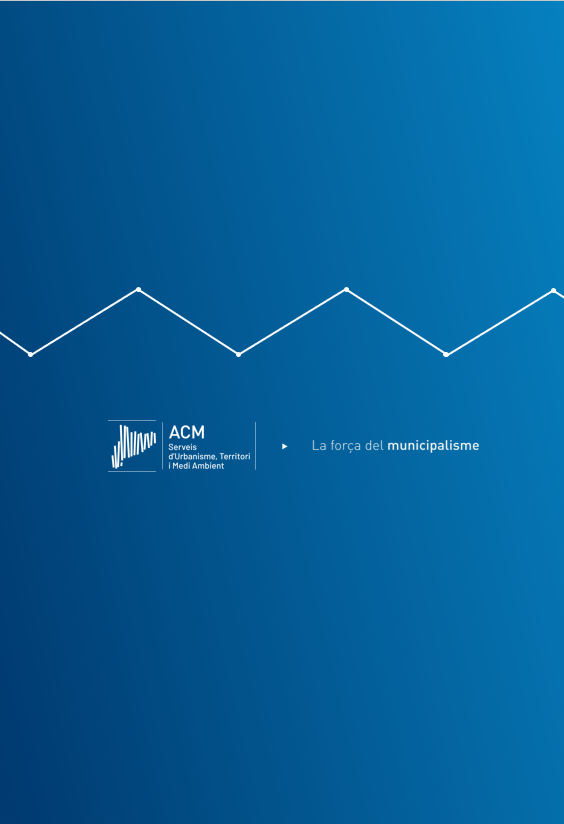 ACM
Serveis
d'Urbanisme, Territori
i Medi Ambient
La força del municipalisme